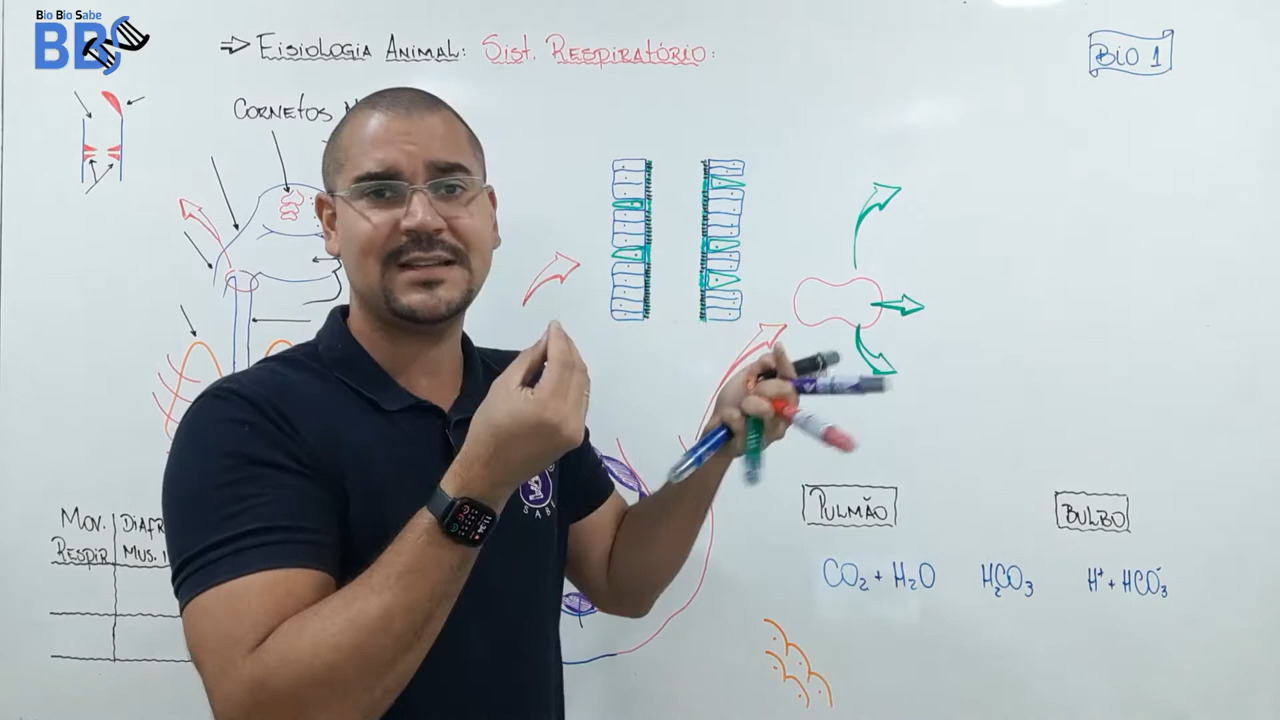 Bio Bio Sabe
BBS
⇒ Fisiologia Animal: Sist. Respiratório:
BIO 1
Cornetos N
Pulmão
Bulbo
Mov. Diafr
Respir. Mus. I
CO₂ + H₂O H₂CO₃ H⁺ + HCO₃⁻
SABE